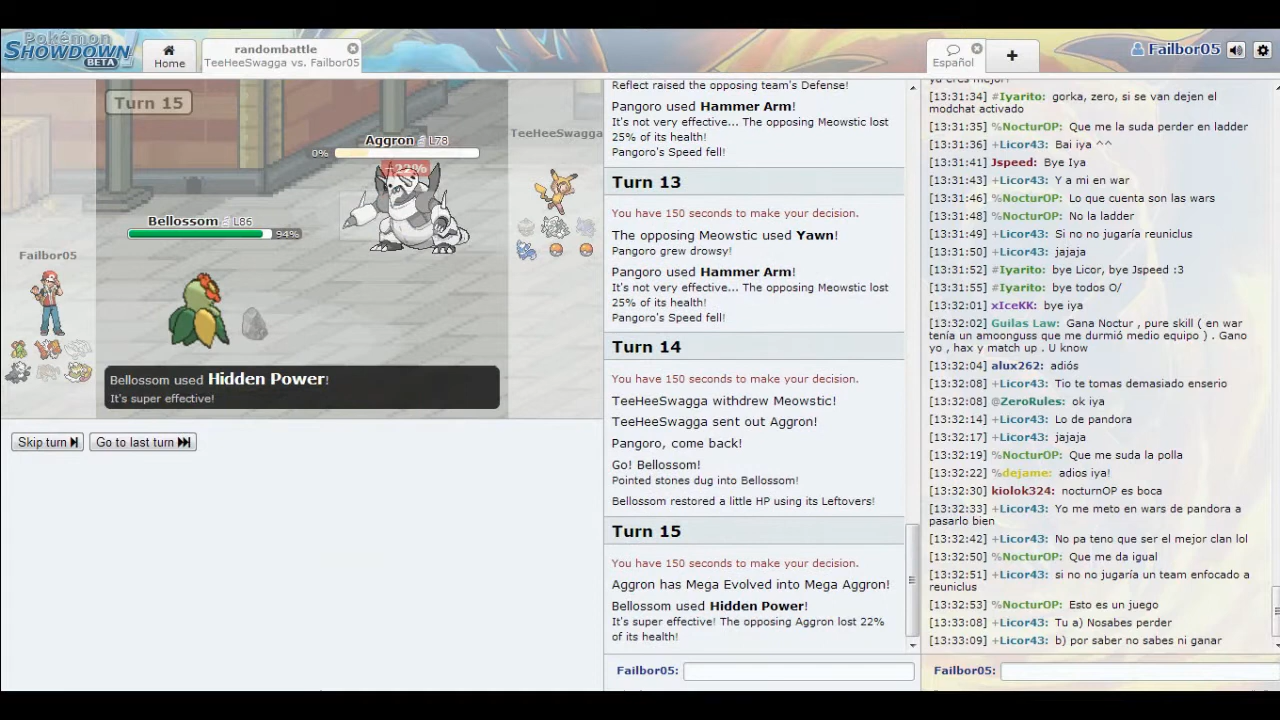 Pokémon
SHOWDOWN
BETA
Home
randombattle
TeeHeeSwagga vs. Failbor05
Español
+
Failbor05
Turn 15
Aggron L78
0%
−22%
TeeHeeSwagga
Bellossom L86
94%
Failbor05
Bellossom used Hidden Power!
It's super effective!
Skip turn
Go to last turn
Reflect raised the opposing team's Defense!
Pangoro used Hammer Arm!
It's not very effective... The opposing Meowstic lost
25% of its health!
Pangoro's Speed fell!
Turn 13
You have 150 seconds to make your decision.
The opposing Meowstic used Yawn!
Pangoro grew drowsy!
Pangoro used Hammer Arm!
It's not very effective... The opposing Meowstic lost
25% of its health!
Pangoro's Speed fell!
Turn 14
You have 150 seconds to make your decision.
TeeHeeSwagga withdrew Meowstic!
TeeHeeSwagga sent out Aggron!
Pangoro, come back!
Go! Bellossom!
Pointed stones dug into Bellossom!
Bellossom restored a little HP using its Leftovers!
Turn 15
You have 150 seconds to make your decision.
Aggron has Mega Evolved into Mega Aggron!
Bellossom used Hidden Power!
It's super effective! The opposing Aggron lost 22%
of its health!
Failbor05:
ya eres mejor!
[13:31:34] #Iyarito: gorka, zero, si se van dejen el
modchat activado
[13:31:35] %NocturOP: Que me la suda perder en ladder
[13:31:36] +Licor43: Bai iya ^^
[13:31:41] Jspeed: Bye Iya
[13:31:43] +Licor43: Y a mi en war
[13:31:46] %NocturOP: Lo que cuenta son las wars
[13:31:48] %NocturOP: No la ladder
[13:31:49] +Licor43: Si no no jugaría reuniclus
[13:31:50] +Licor43: jajaja
[13:31:52] #Iyarito: bye Licor, bye Jspeed :3
[13:31:55] #Iyarito: bye todos O/
[13:32:01] xIceKK: bye iya
[13:32:02] Guilas Law: Gana Noctur , pure skill ( en war
tenía un amoonguss que me durmió medio equipo ) . Gano
yo , hax y match up . U know
[13:32:04] alux262: adiós
[13:32:08] +Licor43: Tio te tomas demasiado enserio
[13:32:08] @ZeroRules: ok iya
[13:32:14] +Licor43: Lo de pandora
[13:32:17] +Licor43: jajaja
[13:32:19] %NocturOP: Que me suda la polla
[13:32:22] %dejame: adios iya!
[13:32:30] kiolok324: nocturnOP es boca
[13:32:33] +Licor43: Yo me meto en wars de pandora a
pasarlo bien
[13:32:42] +Licor43: No pa teno que ser el mejor clan lol
[13:32:50] %NocturOP: Que me da igual
[13:32:51] +Licor43: si no no jugaría un team enfocado a
reuniclus
[13:32:53] %NocturOP: Esto es un juego
[13:33:08] +Licor43: Tu a) Nosabes perder
[13:33:09] +Licor43: b) por saber no sabes ni ganar
Failbor05: